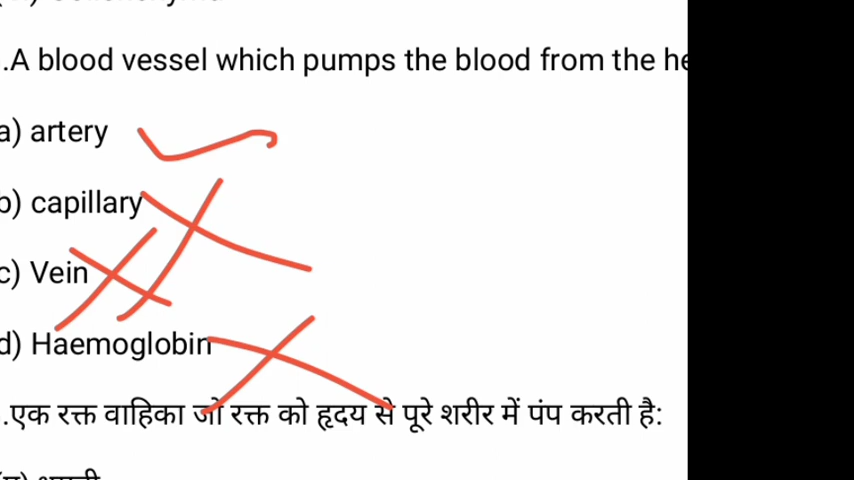 .A blood vessel which pumps the blood from the he
a) artery
b) capillary
c) Vein
d) Haemoglobin
.एक रक्त वाहिका जो रक्त को हृदय से पूरे शरीर में पंप करती है: